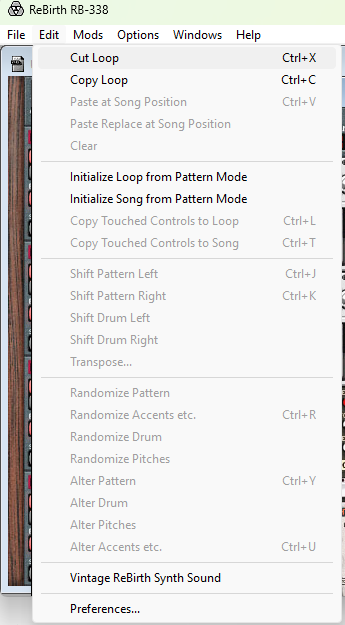 ReBirth RB-338
File Edit Mods Options Windows Help
Cut Loop Ctrl+X
Copy Loop Ctrl+C
Paste at Song Position Ctrl+V
Paste Replace at Song Position
Clear
Initialize Loop from Pattern Mode
Initialize Song from Pattern Mode
Copy Touched Controls to Loop Ctrl+L
Copy Touched Controls to Song Ctrl+T
Shift Pattern Left Ctrl+J
Shift Pattern Right Ctrl+K
Shift Drum Left
Shift Drum Right
Transpose...
Randomize Pattern
Randomize Accents etc. Ctrl+R
Randomize Drum
Randomize Pitches
Alter Pattern Ctrl+Y
Alter Drum
Alter Pitches
Alter Accents etc. Ctrl+U
Vintage ReBirth Synth Sound
Preferences...